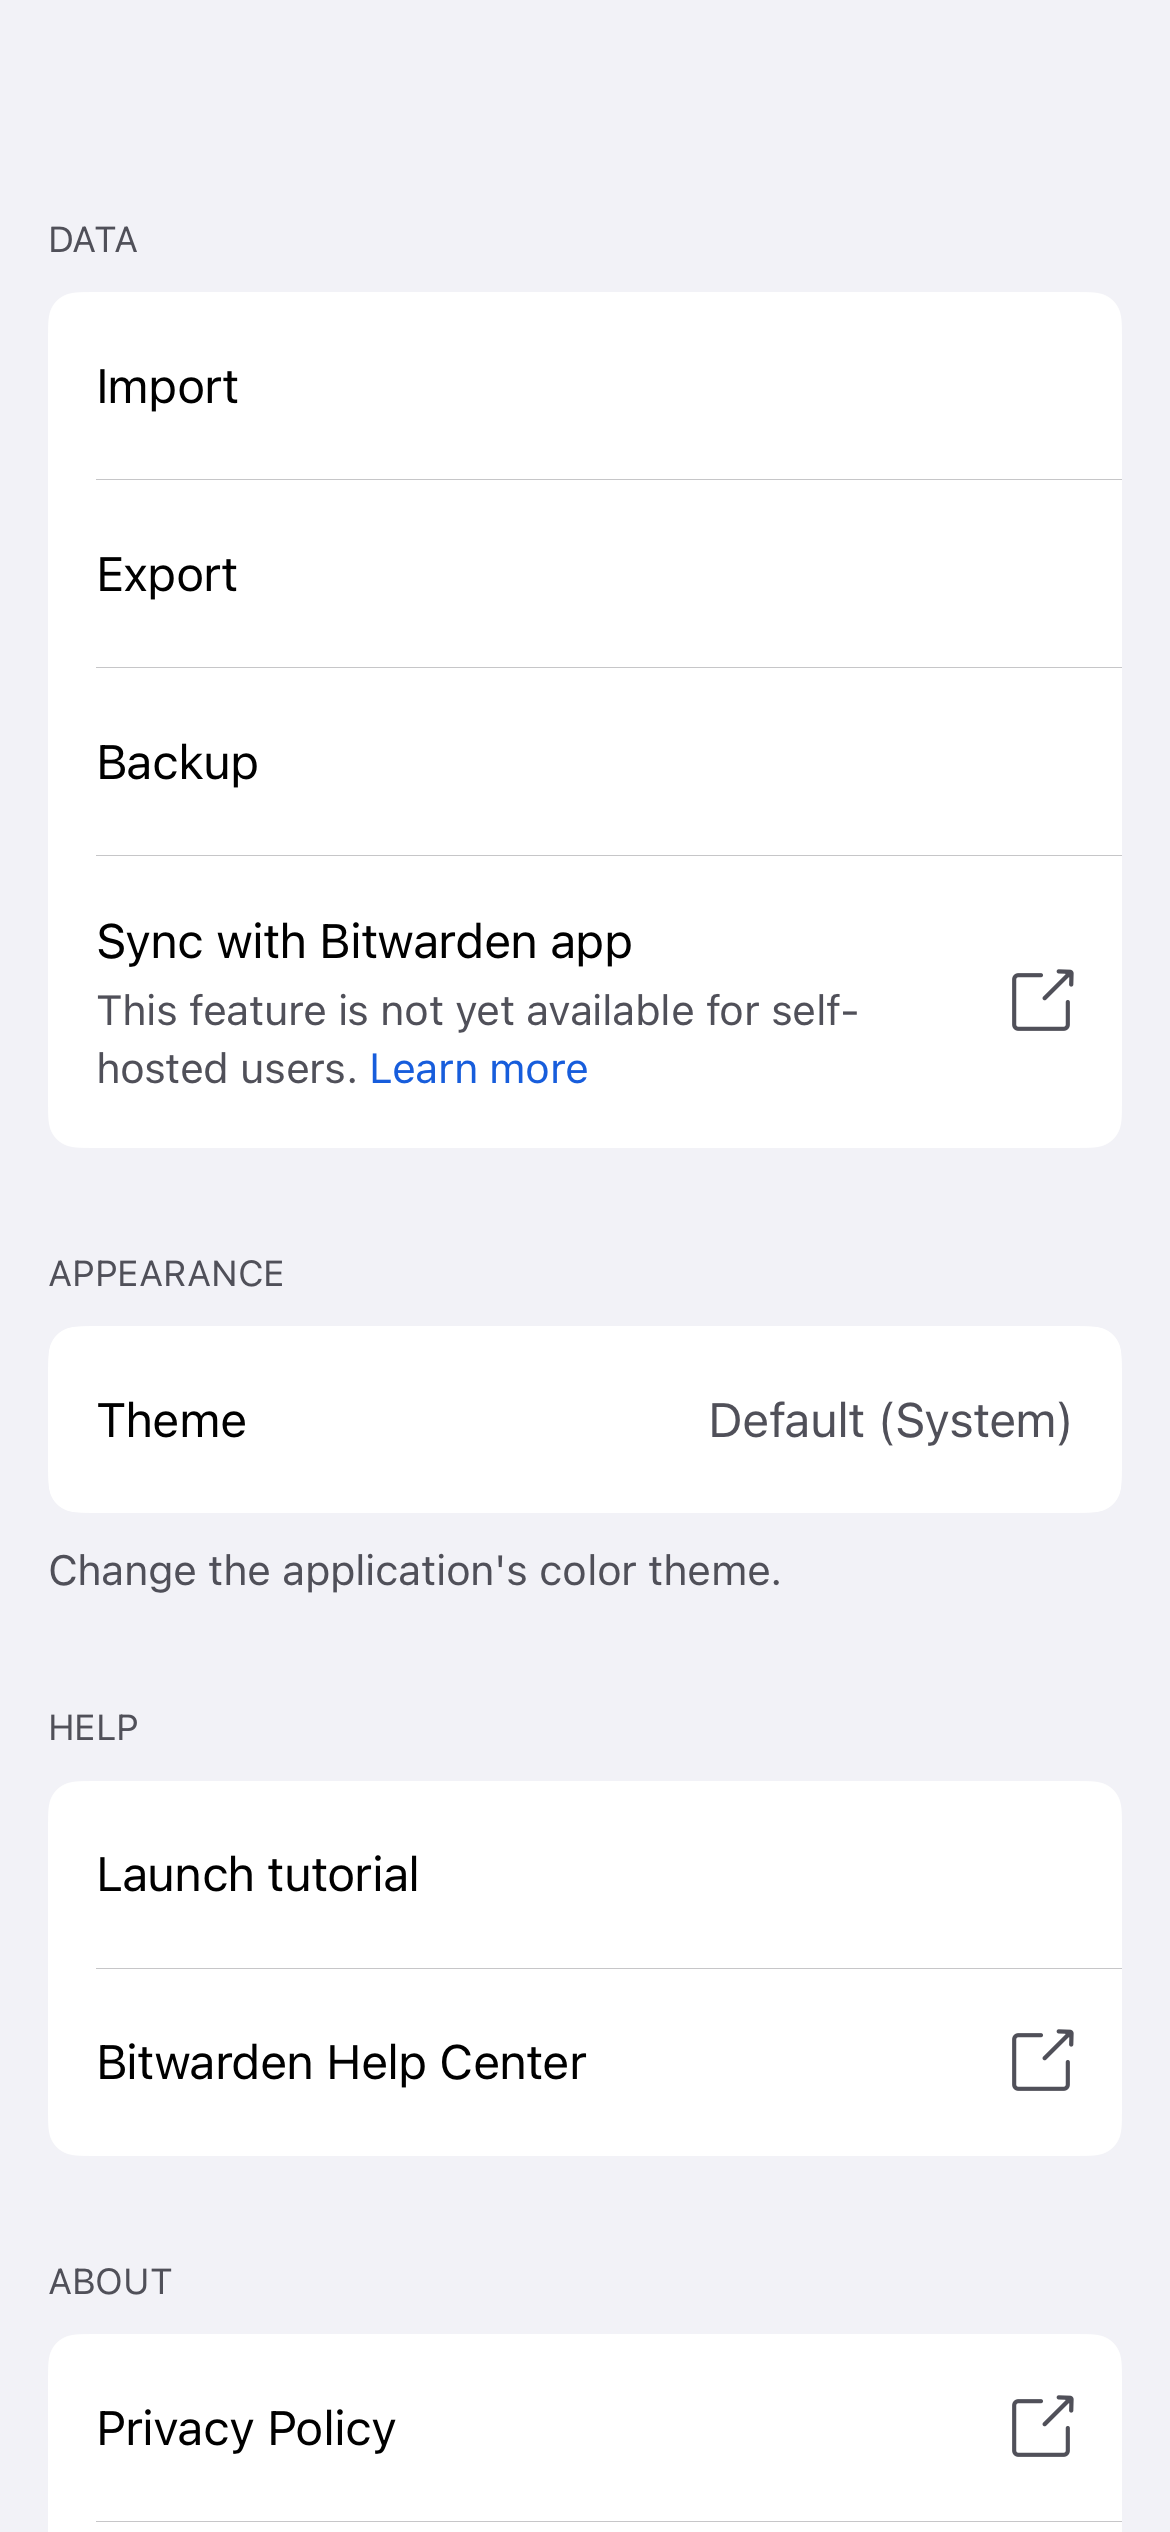 DATA
Import
Export
Backup
Sync with Bitwarden app
This feature is not yet available for self-
hosted users. Learn more
APPEARANCE
Theme Default (System)
Change the application's color theme.
HELP
Launch tutorial
Bitwarden Help Center
ABOUT
Privacy Policy